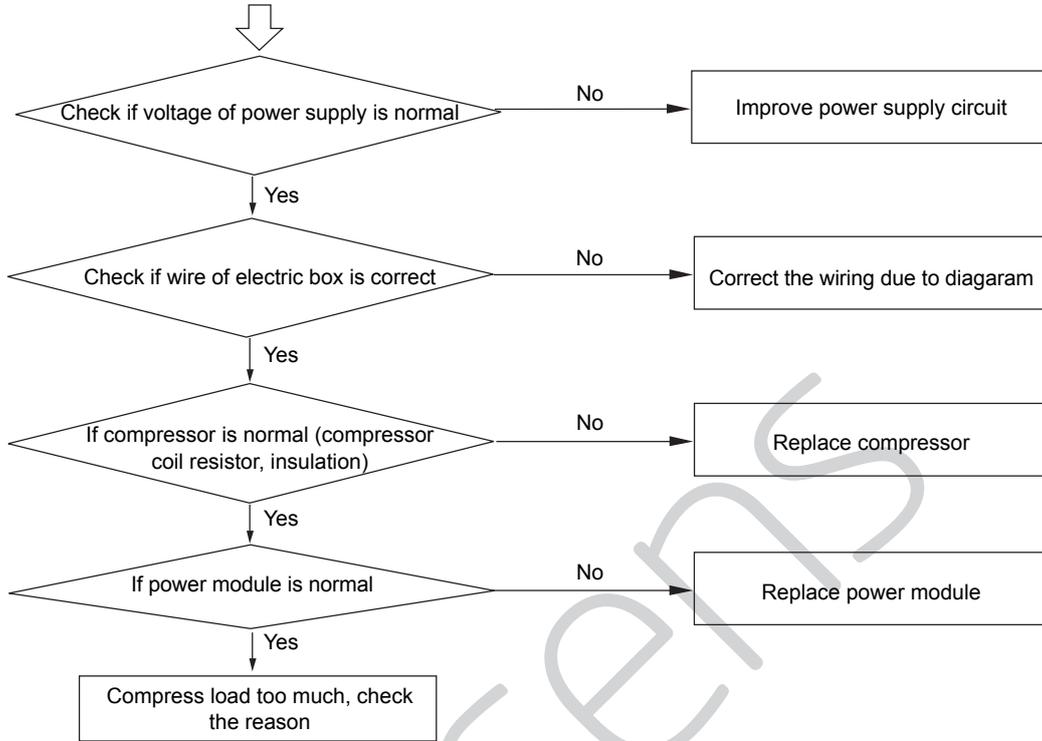 Check if voltage of power supply is normal
No
Improve power supply circuit
Yes
Check if wire of electric box is correct
No
Correct the wiring due to diagaram
Yes
If compressor is normal (compressor
coil resistor, insulation)
No
Replace compressor
Yes
If power module is normal
No
Replace power module
Yes
Compress load too much, check
the reason